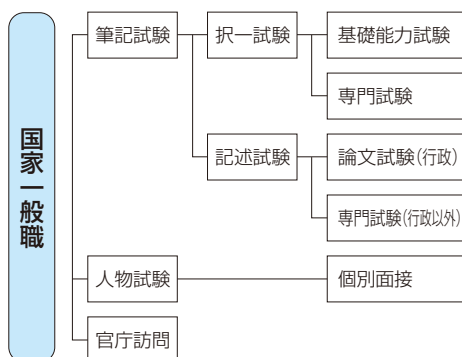 国家一般職
筆記試験
択一試験
基礎能力試験
専門試験
記述試験
論文試験(行政)
専門試験(行政以外)
人物試験
個別面接
官庁訪問